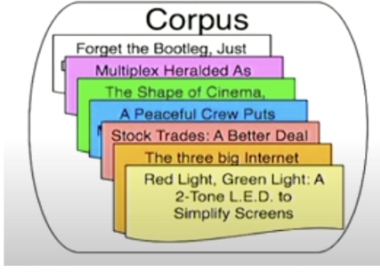 Corpus
Forget the Bootleg, Just
Multiplex Heralded As
The Shape of Cinema,
A Peaceful Crew Puts
Stock Trades: A Better Deal
The three big Internet
Red Light, Green Light: A
2-Tone L.E.D. to
Simplify Screens